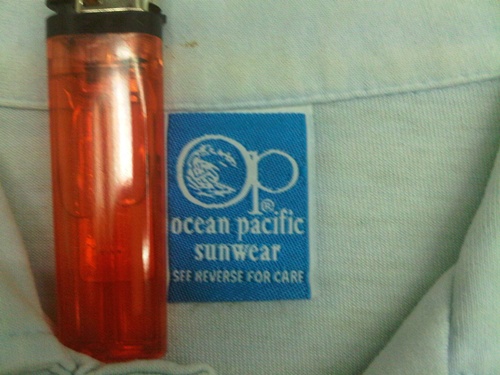 Op
®
ocean pacific
sunwear
SEE REVERSE FOR CARE